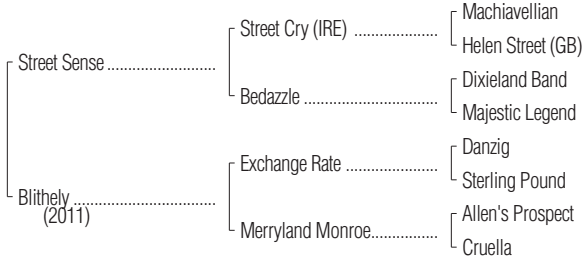 Machiavellian
Street Cry (IRE) ..................
Helen Street (GB)
Street Sense ........................
Dixieland Band
Bedazzle .............................
Majestic Legend
Danzig
Exchange Rate ....................
Sterling Pound
Blithely ...............................
(2011)
Allen's Prospect
Merryland Monroe...............
Cruella